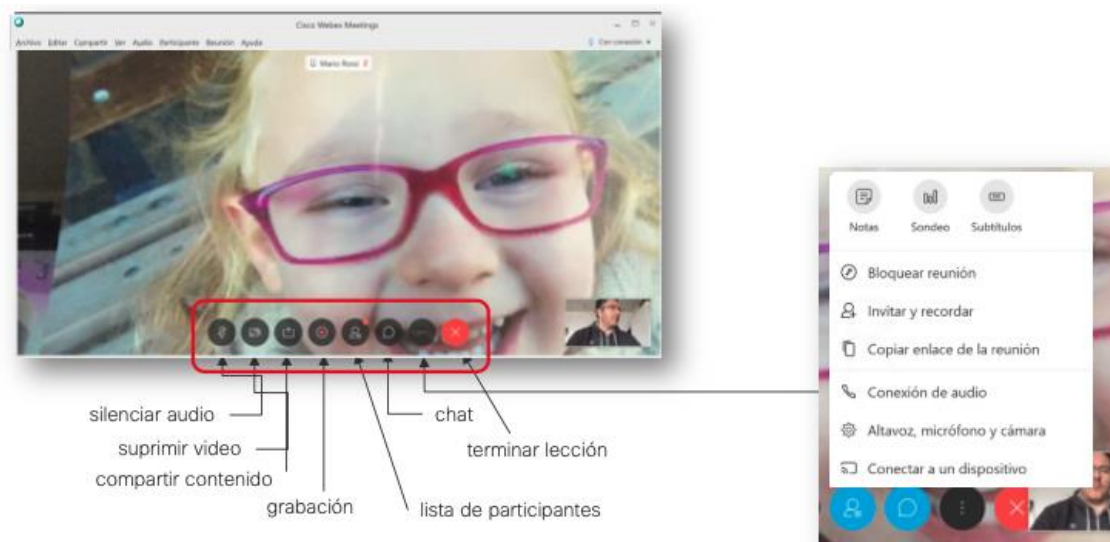 Cisco Webex Meetings
Archivo Editar Compartir Ver Audio Participante Reunión Ayuda
Con conexión
Mario Rossi
silenciar audio
suprimir video
compartir contenido
grabación
lista de participantes
chat
terminar lección
Notas Sondeo Subtítulos
Bloquear reunión
Invitar y recordar
Copiar enlace de la reunión
Conexión de audio
Altavoz, micrófono y cámara
Conectar a un dispositivo